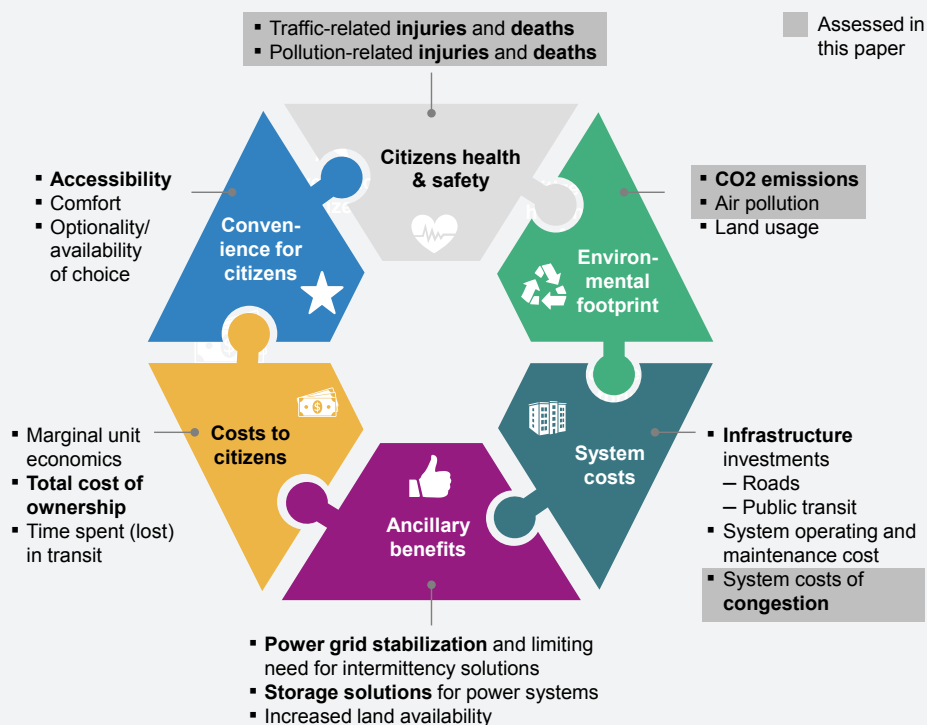 ▪ Traffic-related injuries and deaths
▪ Pollution-related injuries and deaths
Assessed in
this paper
Citizens health
& safety
▪ Accessibility
▪ Comfort
▪ Optionality/
availability
of choice
Conven-
ience for
citizens
▪ CO2 emissions
▪ Air pollution
▪ Land usage
Environ-
mental
footprint
▪ Marginal unit
economics
▪ Total cost of
ownership
▪ Time spent (lost)
in transit
Costs to
citizens
System
costs
▪ Infrastructure
investments
– Roads
– Public transit
▪ System operating and
maintenance cost
▪ System costs of
congestion
Ancillary
benefits
▪ Power grid stabilization and limiting
need for intermittency solutions
▪ Storage solutions for power systems
▪ Increased land availability